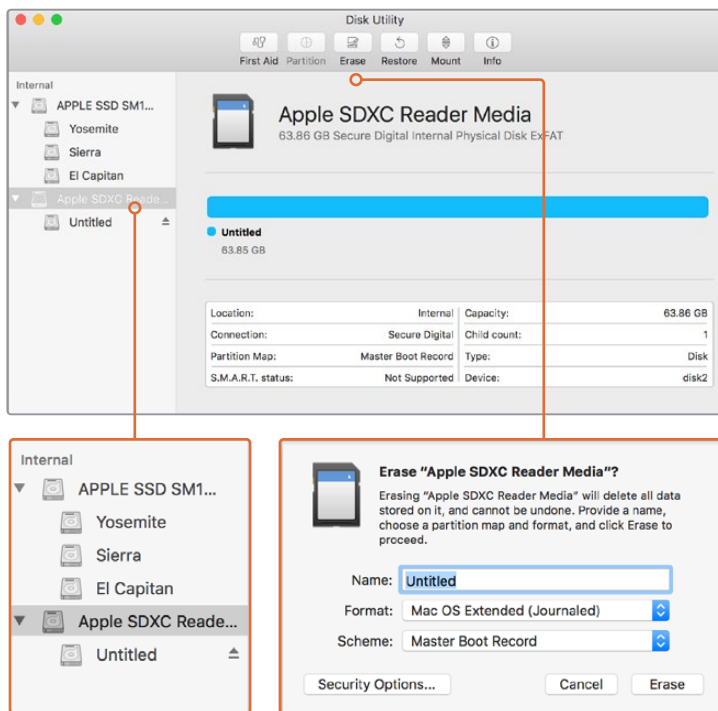 Disk Utility
First Aid Partition Erase Restore Mount Info
Internal
APPLE SSD SM1...
Yosemite
Sierra
El Capitan
Apple SDXC Reade...
Untitled
Apple SDXC Reader Media
63.86 GB Secure Digital Internal Physical Disk ExFAT
Untitled
63.85 GB
Location: Internal Capacity: 63.86 GB
Connection: Secure Digital Child count: 1
Partition Map: Master Boot Record Type: Disk
S.M.A.R.T. status: Not Supported Device: disk2
Internal
APPLE SSD SM1...
Yosemite
Sierra
El Capitan
Apple SDXC Reade...
Untitled
Erase “Apple SDXC Reader Media”?
Erasing “Apple SDXC Reader Media” will delete all data
stored on it, and cannot be undone. Provide a name,
choose a partition map and format, and click Erase to
proceed.
Name: Untitled
Format: Mac OS Extended (Journaled)
Scheme: Master Boot Record
Security Options... Cancel Erase